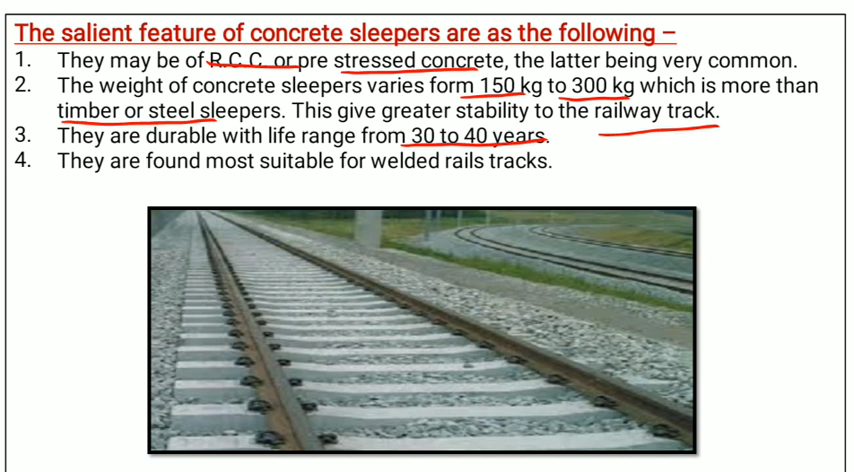 The salient feature of concrete sleepers are as the following –
1. They may be of R.C.C. or pre stressed concrete, the latter being very common.
2. The weight of concrete sleepers varies form 150 kg to 300 kg which is more than
timber or steel sleepers. This give greater stability to the railway track.
3. They are durable with life range from 30 to 40 years.
4. They are found most suitable for welded rails tracks.